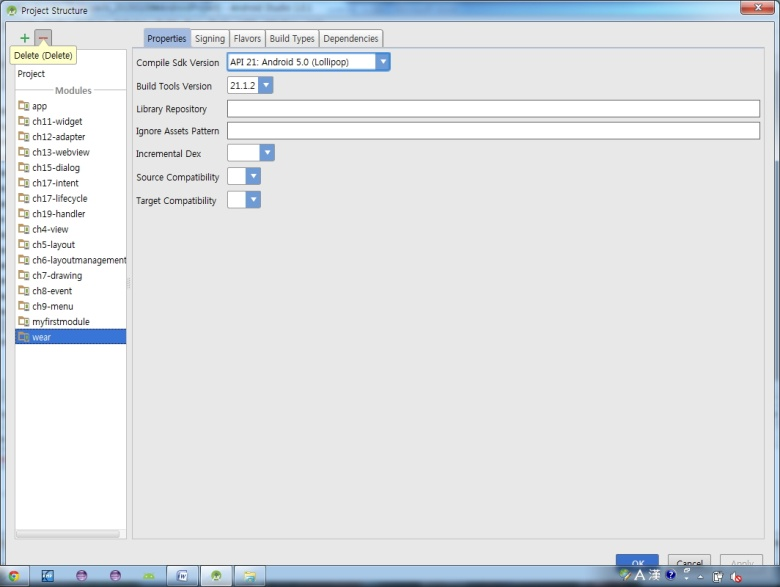 Project Structure
Delete (Delete)
Project
Modules
app
ch11-widget
ch12-adapter
ch13-webview
ch15-dialog
ch17-intent
ch17-lifecycle
ch19-handler
ch4-view
ch5-layout
ch6-layoutmanagement
ch7-drawing
ch8-event
ch9-menu
myfirstmodule
wear
Properties Signing Flavors Build Types Dependencies
Compile Sdk Version API 21: Android 5.0 (Lollipop)
Build Tools Version 21.1.2
Library Repository
Ignore Assets Pattern
Incremental Dex
Source Compatibility
Target Compatibility
OK Cancel Apply
A 漢